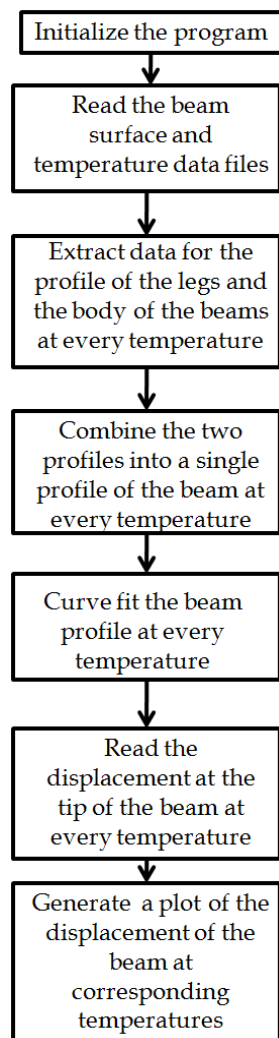 Initialize the program
Read the beam
surface and
temperature data files
Extract data for the
profile of the legs and
the body of the beams
at every temperature
Combine the two
profiles into a single
profile of the beam at
every temperature
Curve fit the beam
profile at every
temperature
Read the
displacement at the
tip of the beam at
every temperature
Generate a plot of the
displacement of the
beam at
corresponding
temperatures